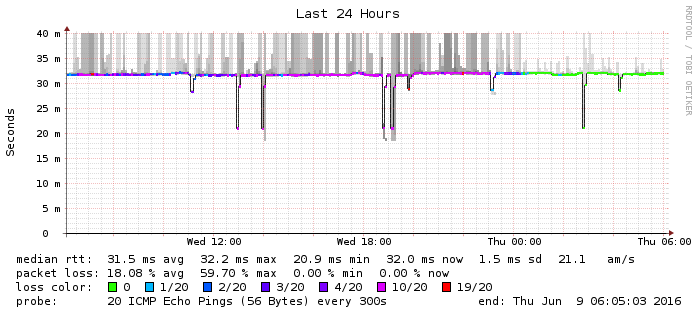 Last 24 Hours
RRDTOOL / TOBI OETIKER
Seconds
40 m
35 m
30 m
25 m
20 m
15 m
10 m
5 m
0
Wed 12:00 Wed 18:00 Thu 00:00 Thu 06:00
median rtt: 31.5 ms avg 32.2 ms max 20.9 ms min 32.0 ms now 1.5 ms sd 21.1 am/s
packet loss: 18.08 % avg 59.70 % max 0.00 % min 0.00 % now
loss color: 0 1/20 2/20 3/20 4/20 10/20 19/20
probe: 20 ICMP Echo Pings (56 Bytes) every 300s end: Thu Jun 9 06:05:03 2016